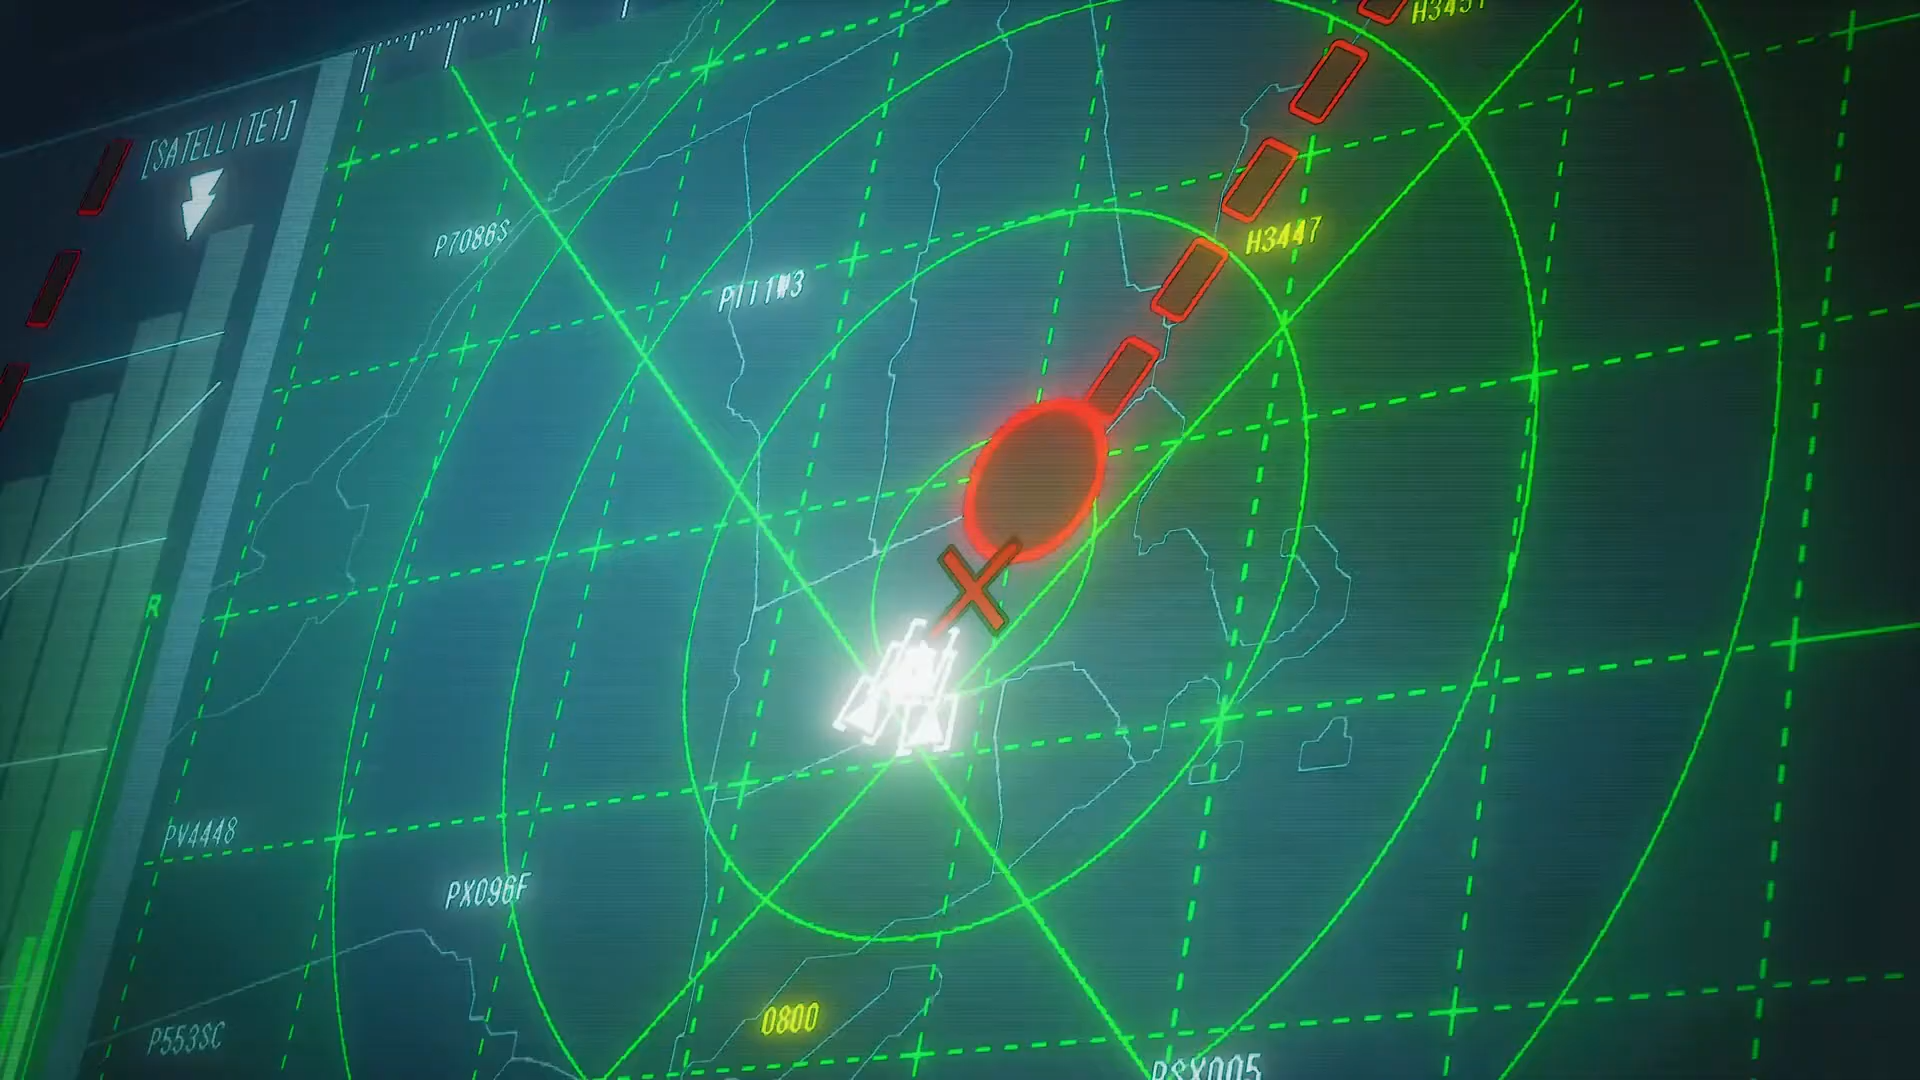 H3451
[SATELLITE1]
P7086S
H3447
P111W3
R
PV4448
PX096F
0800
P553SC
PSX005